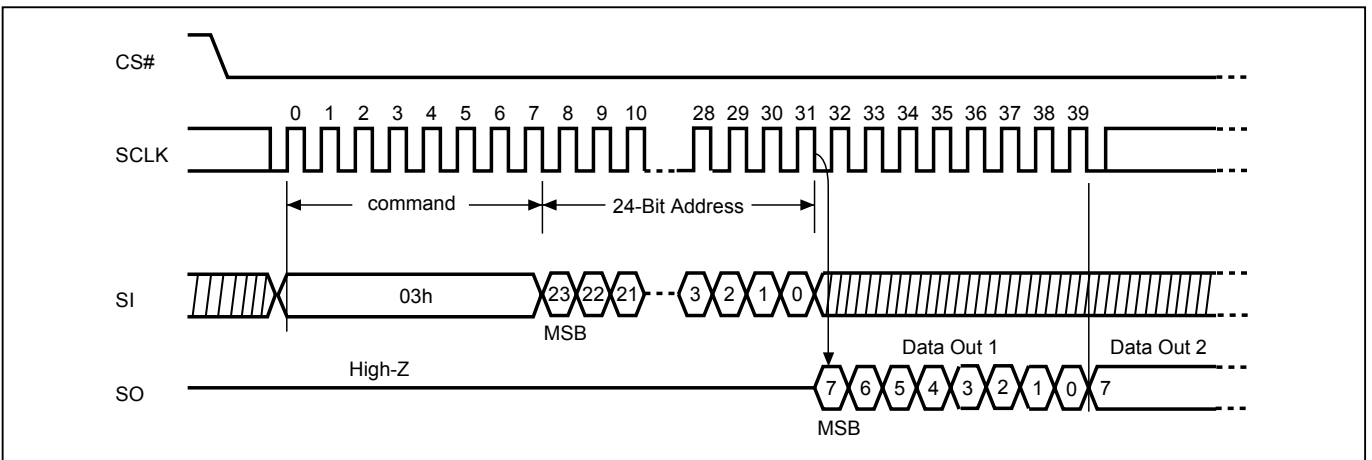 CS#
0 1 2 3 4 5 6 7 8 9 10 28 29 30 31 32 33 34 35 36 37 38 39
SCLK
command 24-Bit Address
SI 03h 23 22 21 3 2 1 0
MSB
Data Out 1 Data Out 2
High-Z
SO 7 6 5 4 3 2 1 0 7
MSB